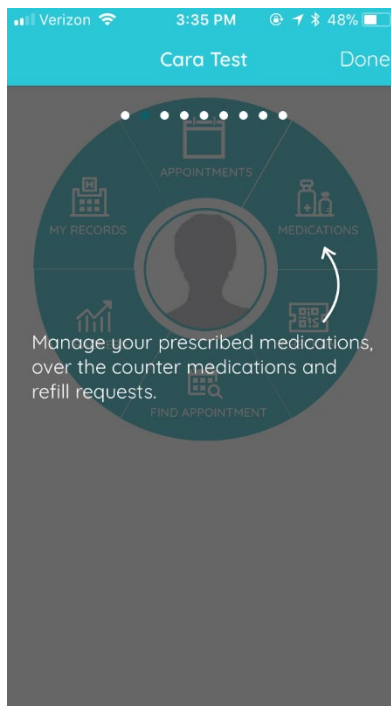 Verizon 3:35 PM 48%
Cara Test Done
APPOINTMENTS
MY RECORDS
MEDICATIONS
Manage your prescribed medications,
over the counter medications and
refill requests.
FIND APPOINTMENT